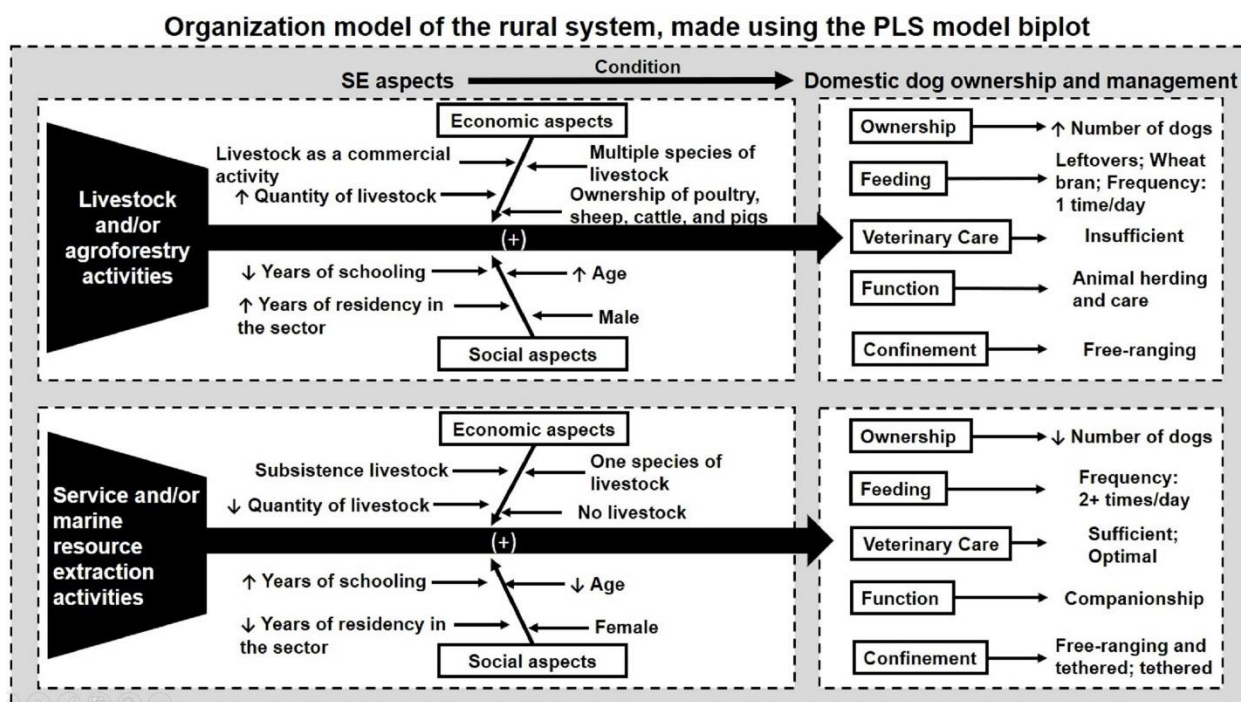 Organization model of the rural system, made using the PLS model biplot
SE aspects
Condition
Domestic dog ownership and management
Livestock
and/or
agroforestry
activities
Economic aspects
Livestock as a commercial
activity
↑ Quantity of livestock
Multiple species of
livestock
Ownership of poultry,
sheep, cattle, and pigs
(+)
↓ Years of schooling
↑ Years of residency in
the sector
↑ Age
Male
Social aspects
Ownership
↑ Number of dogs
Feeding
Leftovers; Wheat
bran; Frequency:
1 time/day
Veterinary Care
Insufficient
Function
Animal herding
and care
Confinement
Free-ranging
Service and/or
marine
resource
extraction
activities
Economic aspects
Subsistence livestock
↓ Quantity of livestock
One species of
livestock
No livestock
(+)
↑ Years of schooling
↓ Years of residency in
the sector
↓ Age
Female
Social aspects
Ownership
↓ Number of dogs
Feeding
Frequency:
2+ times/day
Veterinary Care
Sufficient;
Optimal
Function
Companionship
Confinement
Free-ranging and
tethered; tethered